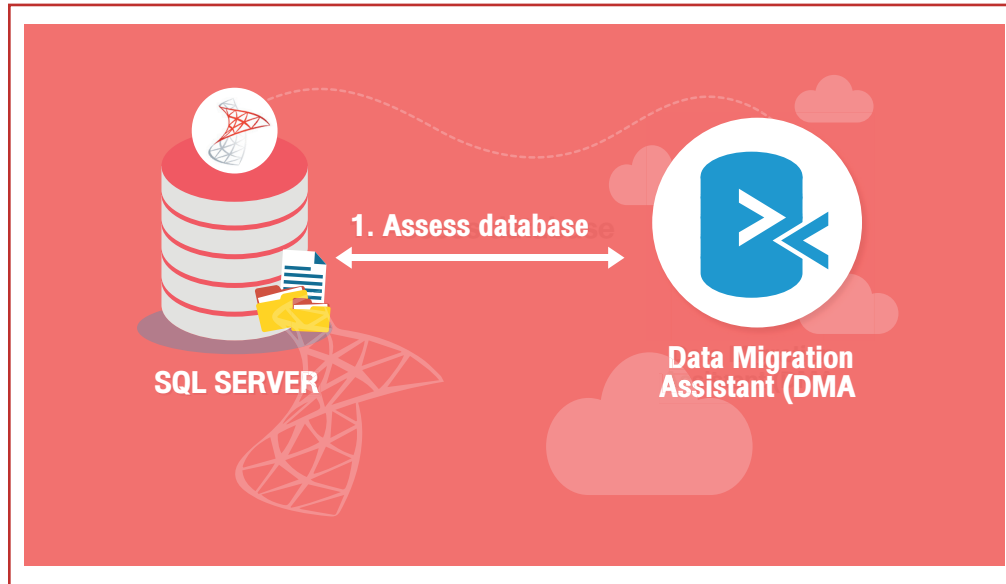 1. Assess database
SQL SERVER
Data Migration
Assistant (DMA